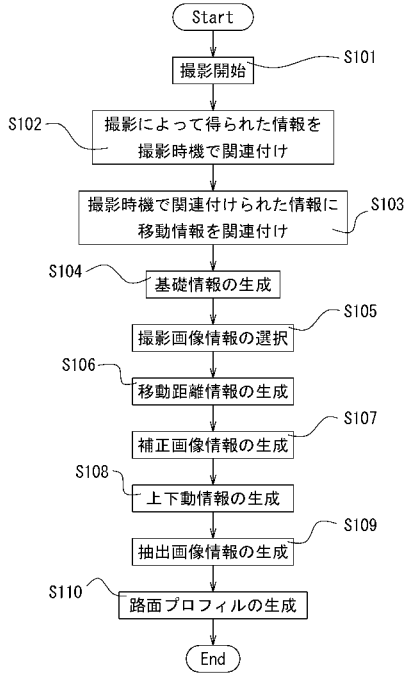 Start
S101
撮影開始
S102
撮影によって得られた情報を
撮影時機で関連付け
撮影時機で関連付けられた情報に
移動情報を関連付け
S103
S104
基礎情報の生成
S105
撮影画像情報の選択
S106
移動距離情報の生成
S107
補正画像情報の生成
S108
上下動情報の生成
S109
抽出画像情報の生成
S110
路面プロフィルの生成
End